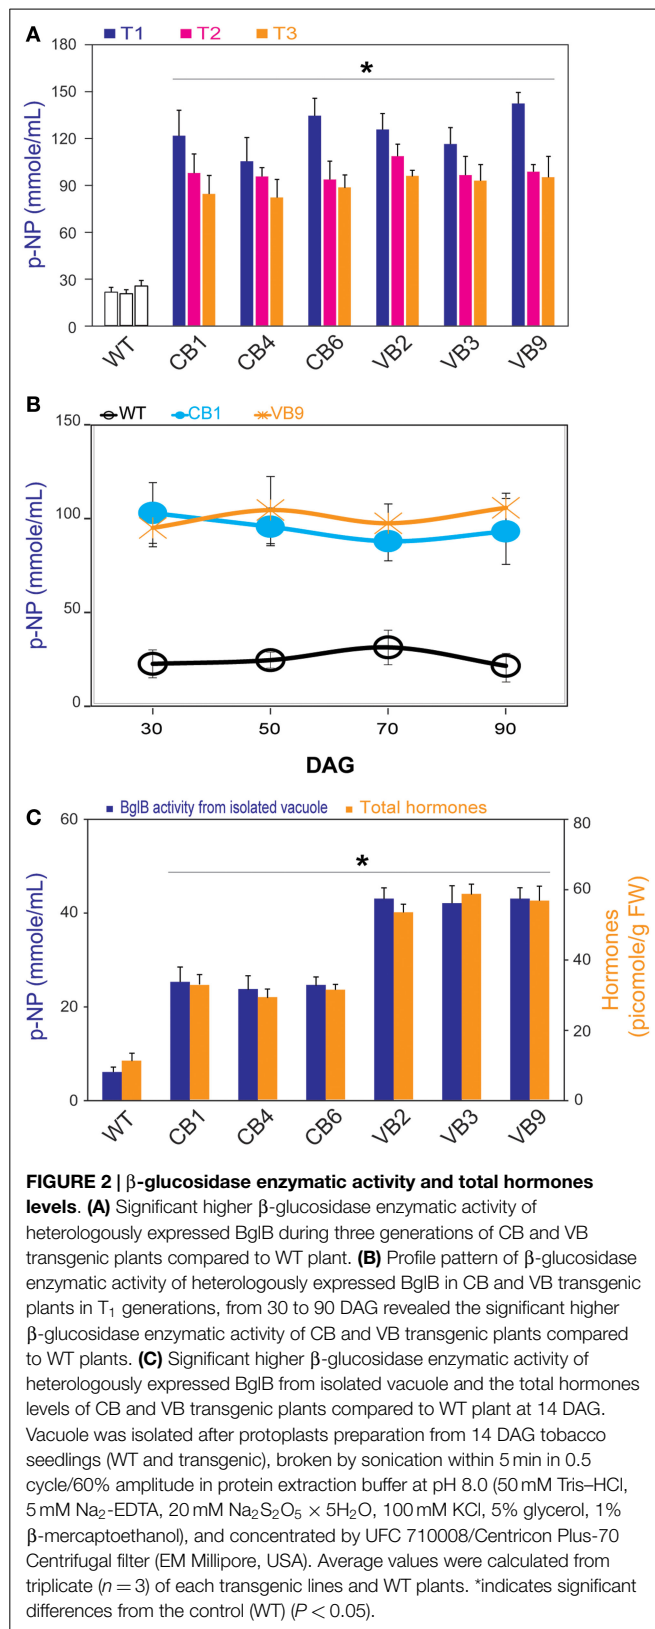 A
T1 T2 T3
180
150
120
90
60
30
0
*
p-NP (mmole/mL)
WT CB1 CB4 CB6 VB2 VB3 VB9
B
WT CB1 VB9
150
100
50
0
p-NP (mmole/mL)
30 50 70 90
DAG
C
BglB activity from isolated vacuole Total hormones
60
40
20
0
*
80
60
40
20
0
p-NP (mmole/mL)
Hormones
(picomole/g FW)
WT CB1 CB4 CB6 VB2 VB3 VB9
FIGURE 2 | β-glucosidase enzymatic activity and total hormones
levels. (A) Significant higher β-glucosidase enzymatic activity of
heterologously expressed BglB during three generations of CB and VB
transgenic plants compared to WT plant. (B) Profile pattern of β-glucosidase
enzymatic activity of heterologously expressed BglB in CB and VB transgenic
plants in T₁ generations, from 30 to 90 DAG revealed the significant higher
β-glucosidase enzymatic activity of CB and VB transgenic plants compared
to WT plants. (C) Significant higher β-glucosidase enzymatic activity of
heterologously expressed BglB from isolated vacuole and the total hormones
levels of CB and VB transgenic plants compared to WT plant at 14 DAG.
Vacuole was isolated after protoplasts preparation from 14 DAG tobacco
seedlings (WT and transgenic), broken by sonication within 5 min in 0.5
cycle/60% amplitude in protein extraction buffer at pH 8.0 (50 mM Tris–HCl,
5 mM Na₂-EDTA, 20 mM Na₂S₂O₅ × 5H₂O, 100 mM KCl, 5% glycerol, 1%
β-mercaptoethanol), and concentrated by UFC 710008/Centricon Plus-70
Centrifugal filter (EM Millipore, USA). Average values were calculated from
triplicate (n = 3) of each transgenic lines and WT plants. *indicates significant
differences from the control (WT) (P < 0.05).